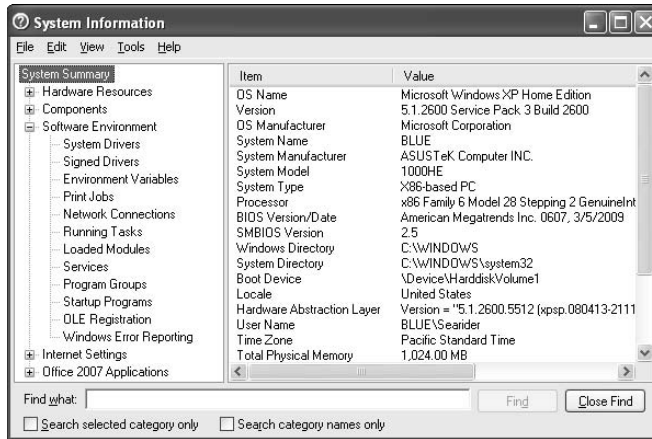 System Information
File Edit View Tools Help
System Summary
Hardware Resources
Components
Software Environment
System Drivers
Signed Drivers
Environment Variables
Print Jobs
Network Connections
Running Tasks
Loaded Modules
Services
Program Groups
Startup Programs
OLE Registration
Windows Error Reporting
Internet Settings
Office 2007 Applications
Item Value
OS Name Microsoft Windows XP Home Edition
Version 5.1.2600 Service Pack 3 Build 2600
OS Manufacturer Microsoft Corporation
System Name BLUE
System Manufacturer ASUSTeK Computer INC.
System Model 1000HE
System Type X86-based PC
Processor x86 Family 6 Model 28 Stepping 2 GenuineInt
BIOS Version/Date American Megatrends Inc. 0607, 3/5/2009
SMBIOS Version 2.5
Windows Directory C:\WINDOWS
System Directory C:\WINDOWS\system32
Boot Device \Device\HarddiskVolume1
Locale United States
Hardware Abstraction Layer Version = "5.1.2600.5512 (xpsp.080413-2111
User Name BLUE\Searider
Time Zone Pacific Standard Time
Total Physical Memory 1,024.00 MB
Find what: Find Close Find
Search selected category only Search category names only